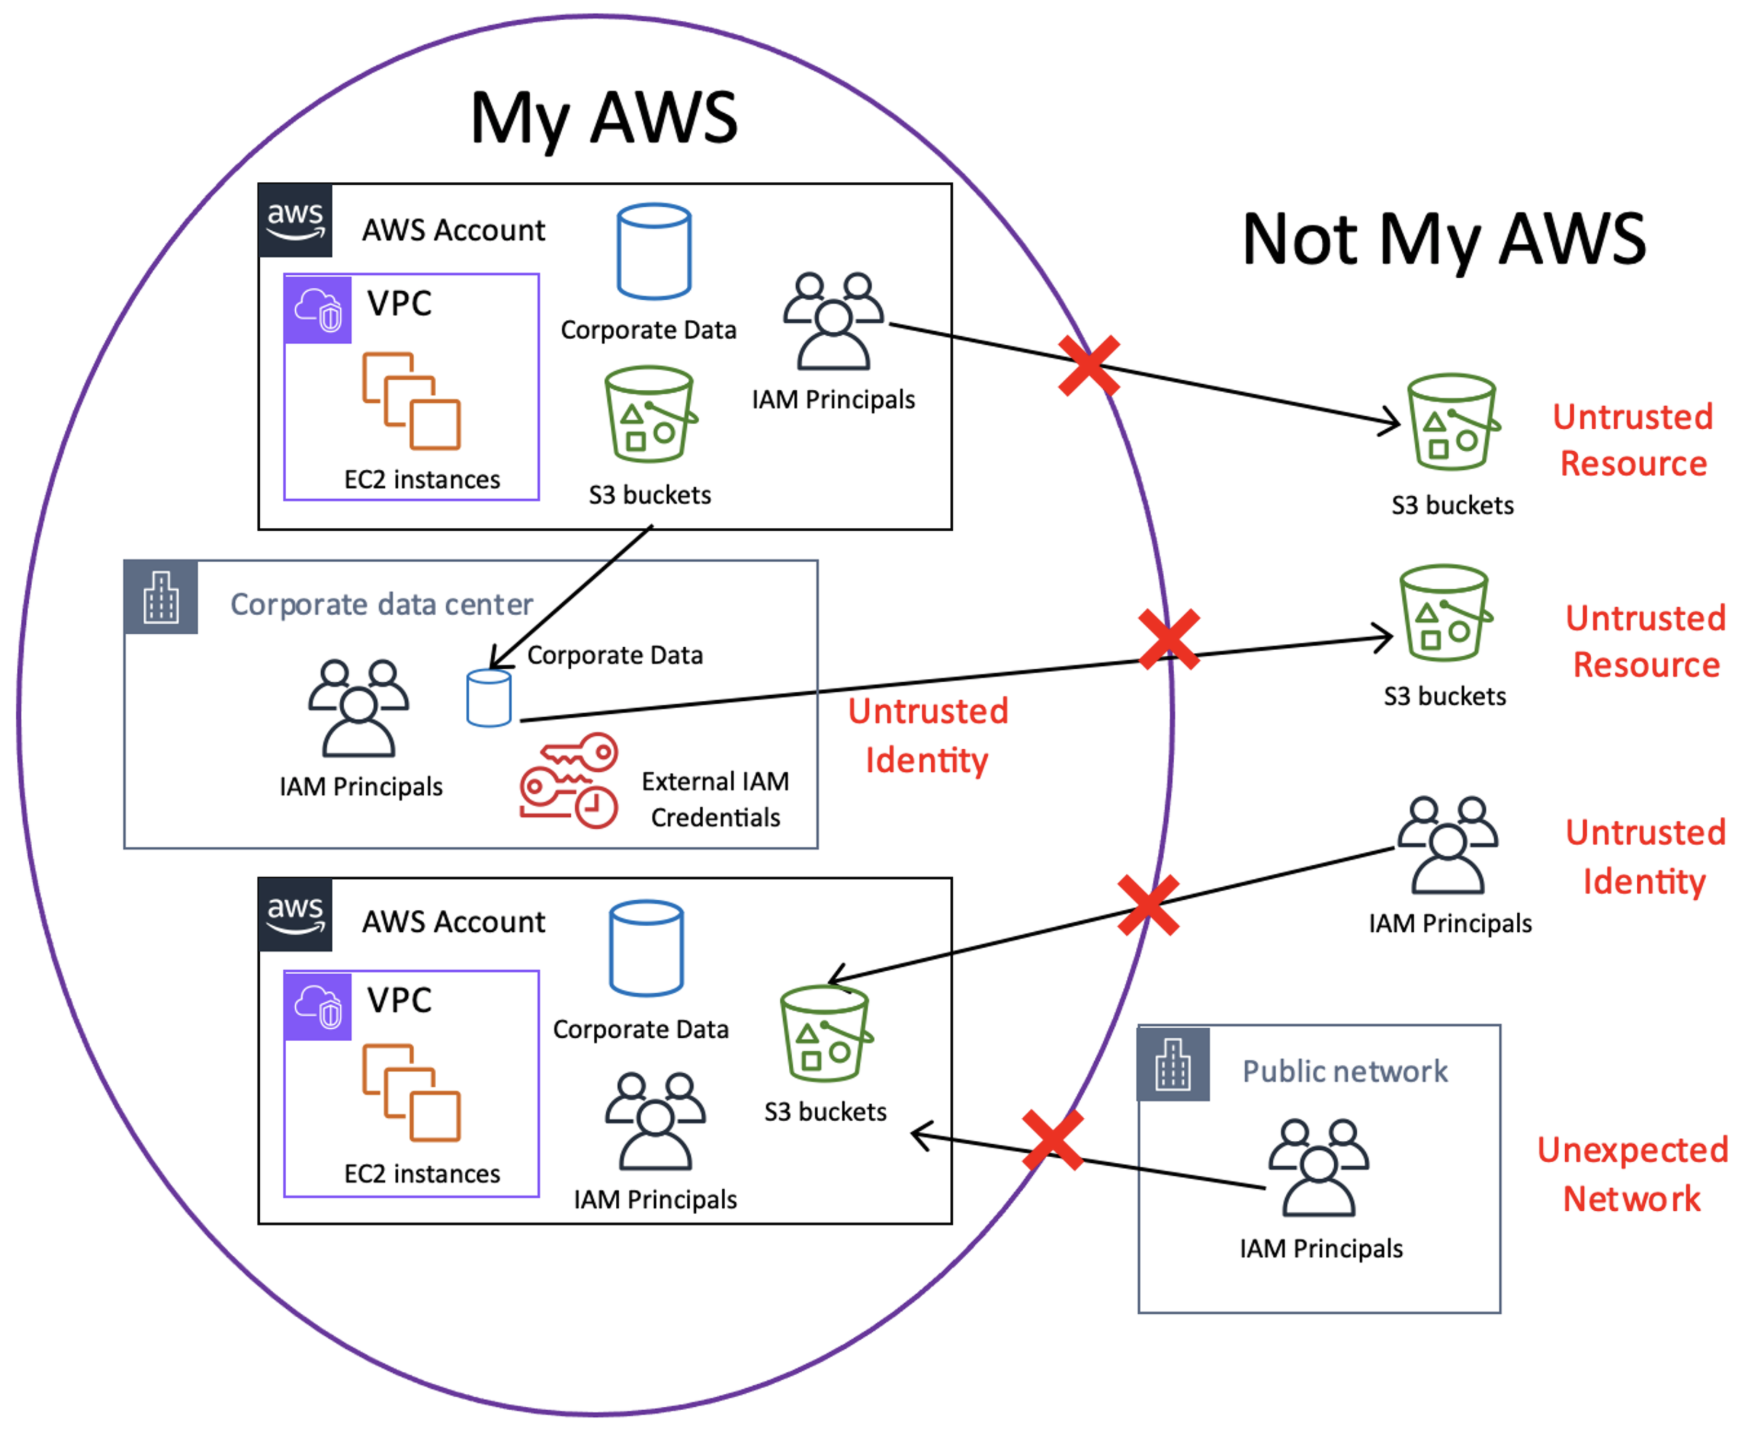 My AWS
Not My AWS
aws
AWS Account
VPC
EC2 instances
Corporate Data
S3 buckets
IAM Principals
S3 buckets
Untrusted
Resource
Corporate data center
IAM Principals
Corporate Data
External IAM
Credentials
Untrusted
Identity
S3 buckets
Untrusted
Resource
IAM Principals
Untrusted
Identity
aws
AWS Account
VPC
EC2 instances
Corporate Data
IAM Principals
S3 buckets
Public network
IAM Principals
Unexpected
Network